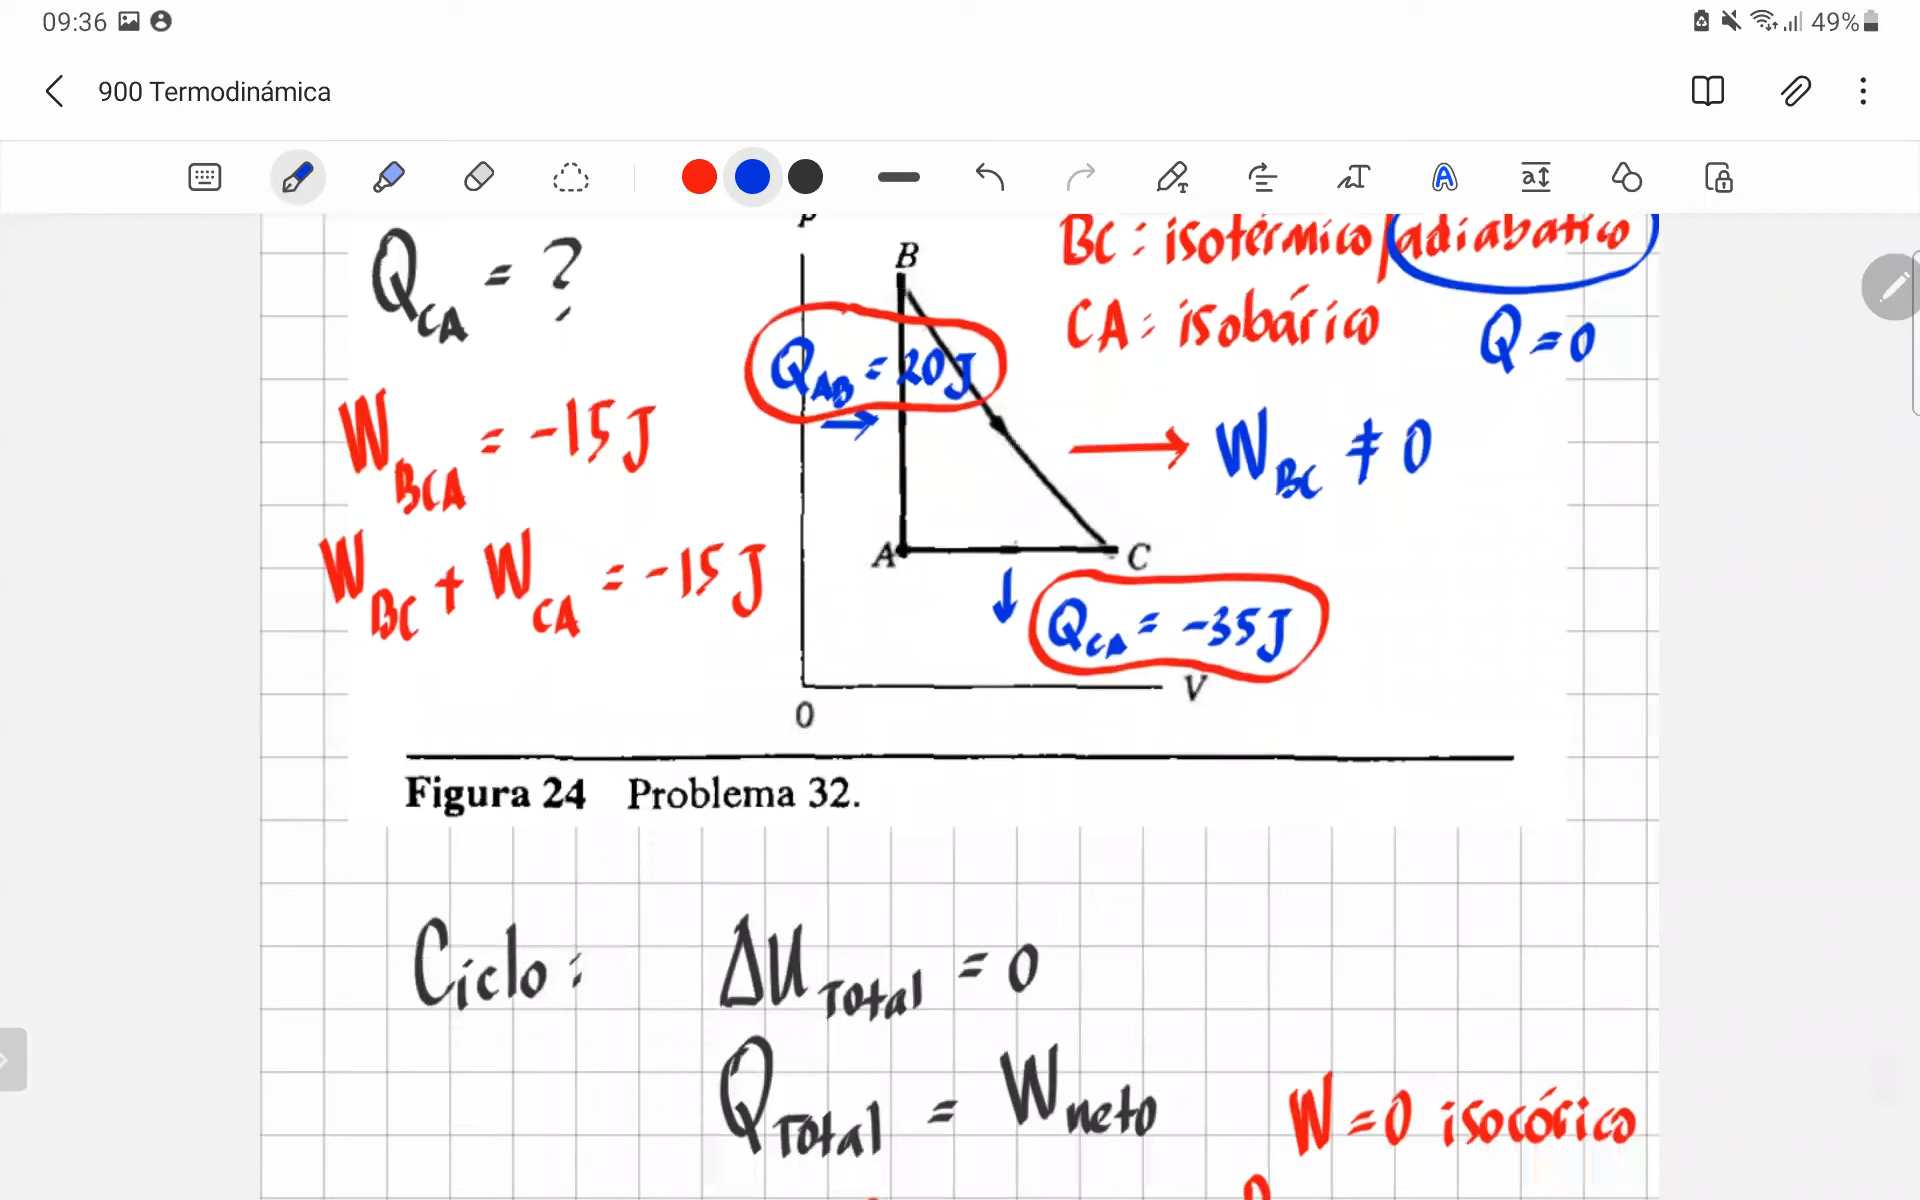 09:36
49%
900 Termodinámica
P
BC: isotérmico/adiabatico
Q_CA = ?
B
CA: isobárico
Q=0
Q_AB = 20J
W_BCA = -15J
W_BC ≠ 0
A
C
W_BC + W_CA = -15J
Q_CA = -35J
V
0
Figura 24 Problema 32.
Ciclo: ΔU_Total = 0
Q_Total = W_neto
W=0 isocórico